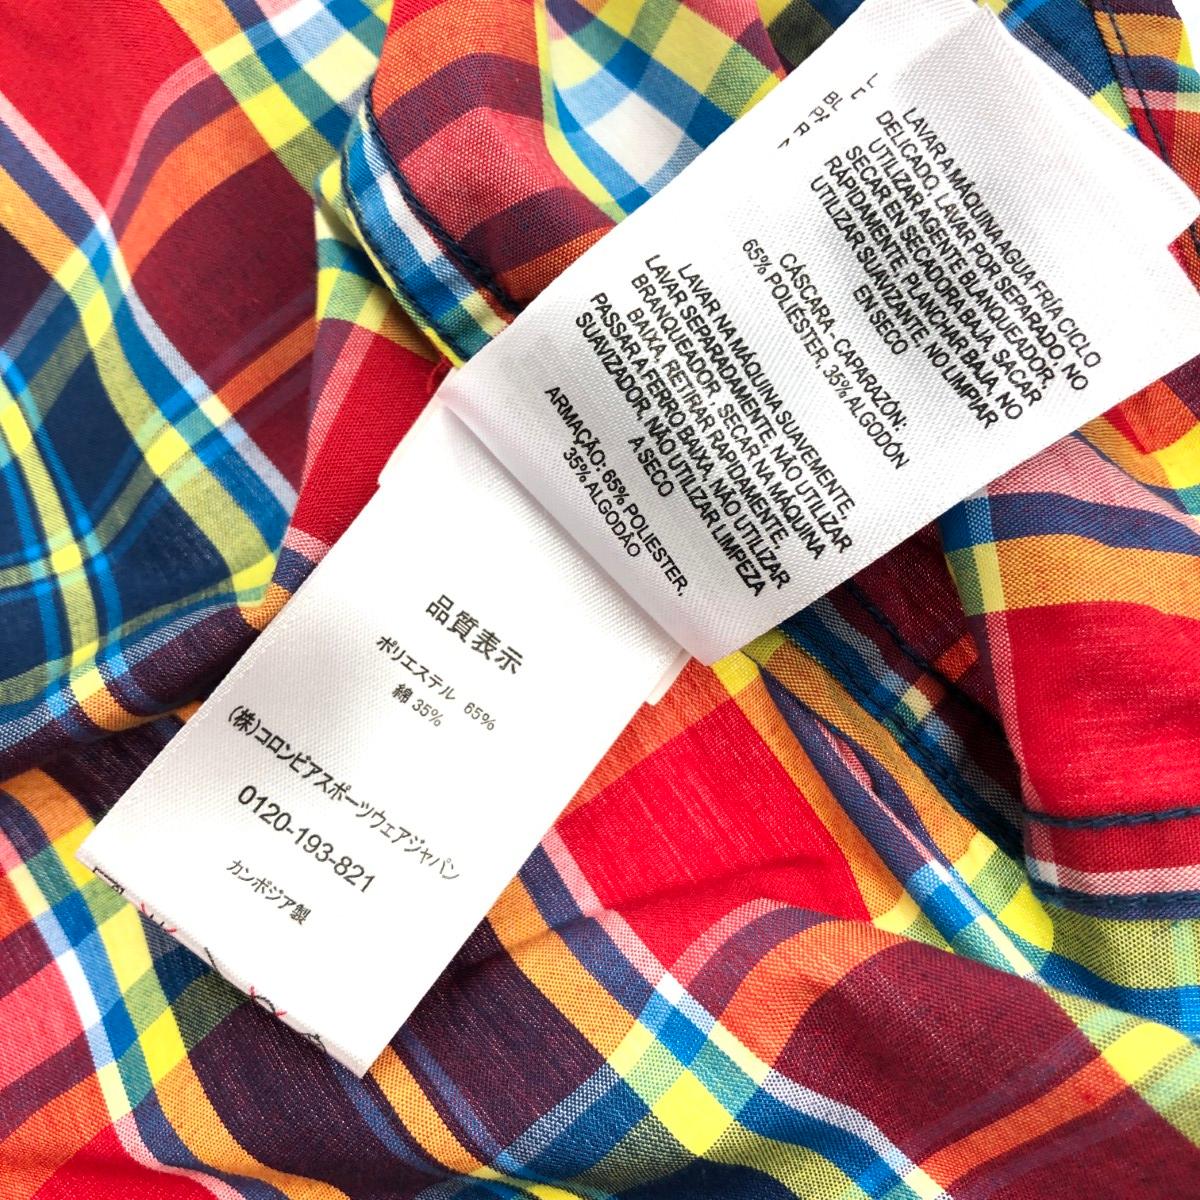 LAVAR A MÁQUINA AGUA FRÍA CICLO
DELICADO, LAVAR POR SEPARADO, NO
UTILIZAR AGENTE BLANQUEADOR,
SECAR EN SECADORA BAJA, SACAR
RÁPIDAMENTE, PLANCHAR BAJA, NO
UTILIZAR SUAVIZANTE, NO LIMPIAR
EN SECO
CÁSCARA - CAPARAZÓN:
65% POLIÉSTER, 35% ALGODÓN
LAVAR NA MÁQUINA SUAVEMENTE,
LAVAR SEPARADAMENTE, NÃO UTILIZAR
BRANQUEADOR, SECAR NA MÁQUINA
BAIXA, RETIRAR RAPIDAMENTE,
PASSAR A FERRO BAIXA, NÃO UTILIZAR
SUAVIZADOR, NÃO UTILIZAR LIMPEZA
A SECO
ARMAÇÃO: 65% POLIESTER,
35% ALGODÃO
品質表示
ポリエステル 65%
綿 35%
(株)コロンビアスポーツウェアジャパン
0120-193-821
カンボジア製